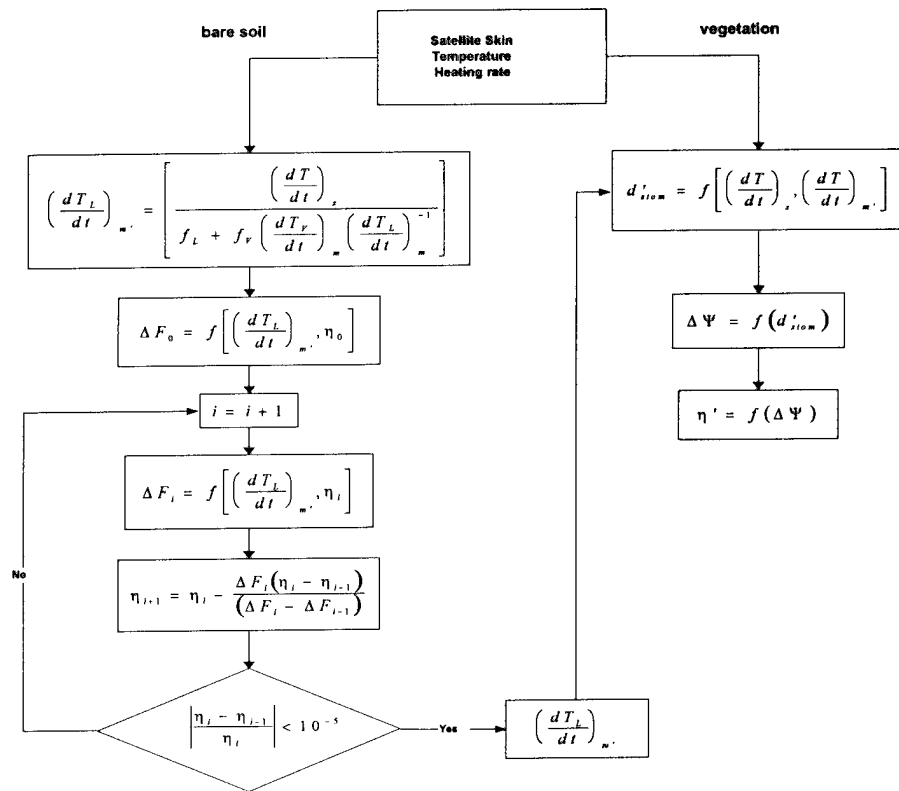 bare soil
Satellite Skin
Temperature
Heating rate
vegetation
(dT_L/dt)_m' = [(dT/dt)_s / (f_L + f_V (dT_V/dt)_m (dT_L/dt)_m^-1)]
d'_stom = f[(dT/dt)_s, (dT/dt)_m']
ΔF_0 = f[(dT_L/dt)_m', η_0]
ΔΨ = f(d'_stom)
i = i + 1
η' = f(ΔΨ)
ΔF_i = f[(dT_L/dt)_m', η_i]
No
η_i+1 = η_i - ΔF_i(η_i - η_i-1) / (ΔF_i - ΔF_i-1)
|(η_i - η_i-1) / η_i| < 10^-5
Yes
(dT_L/dt)_m'